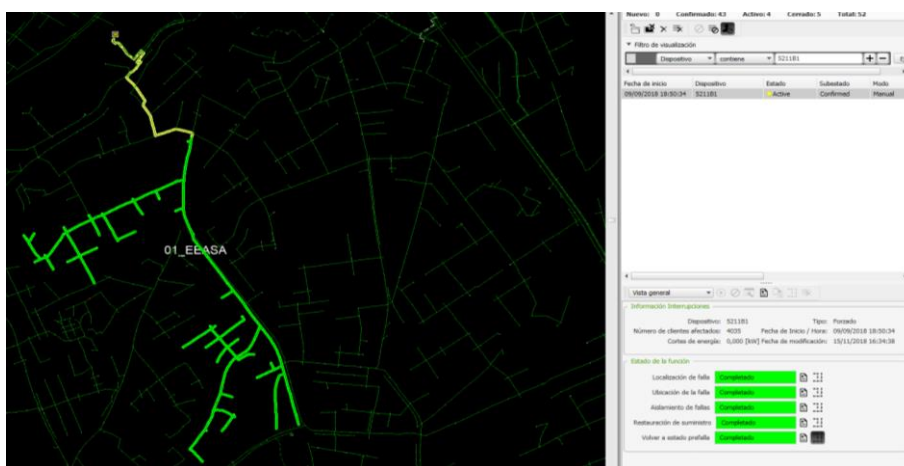 Nuevo: 0 Confirmado: 43 Activo: 4 Cerrado: 5 Total: 52
Filtro de visualización
Dispositivo contiene 521181
Fecha de inicio Dispositivo Estado Subestado Modo
09/09/2018 18:50:34 521181 Active Confirmed Manual
01_EEASA
Vista general
Información Interrupciones
Dispositivo: 521181 Tipo: Forzado
Número de clientes afectados: 4035 Fecha de Inicio / Hora: 09/09/2018 18:50:34
Cortes de energía: 0,000 [kW] Fecha de modificación: 15/11/2018 16:34:38
Estado de la función
Localización de falla Completado
Ubicación de la falla Completado
Aislamiento de fallas Completado
Restauración de suministro Completado
Volver a estado prefalla Completado